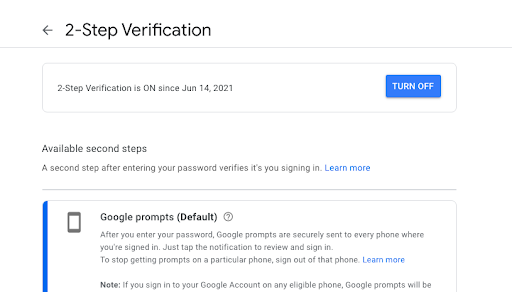 2-Step Verification
2-Step Verification is ON since Jun 14, 2021
TURN OFF
Available second steps
A second step after entering your password verifies it's you signing in. Learn more
Google prompts (Default)
After you enter your password, Google prompts are securely sent to every phone where
you're signed in. Just tap the notification to review and sign in.
To stop getting prompts on a particular phone, sign out of that phone. Learn more
Note: If you sign in to your Google Account on any eligible phone, Google prompts will be